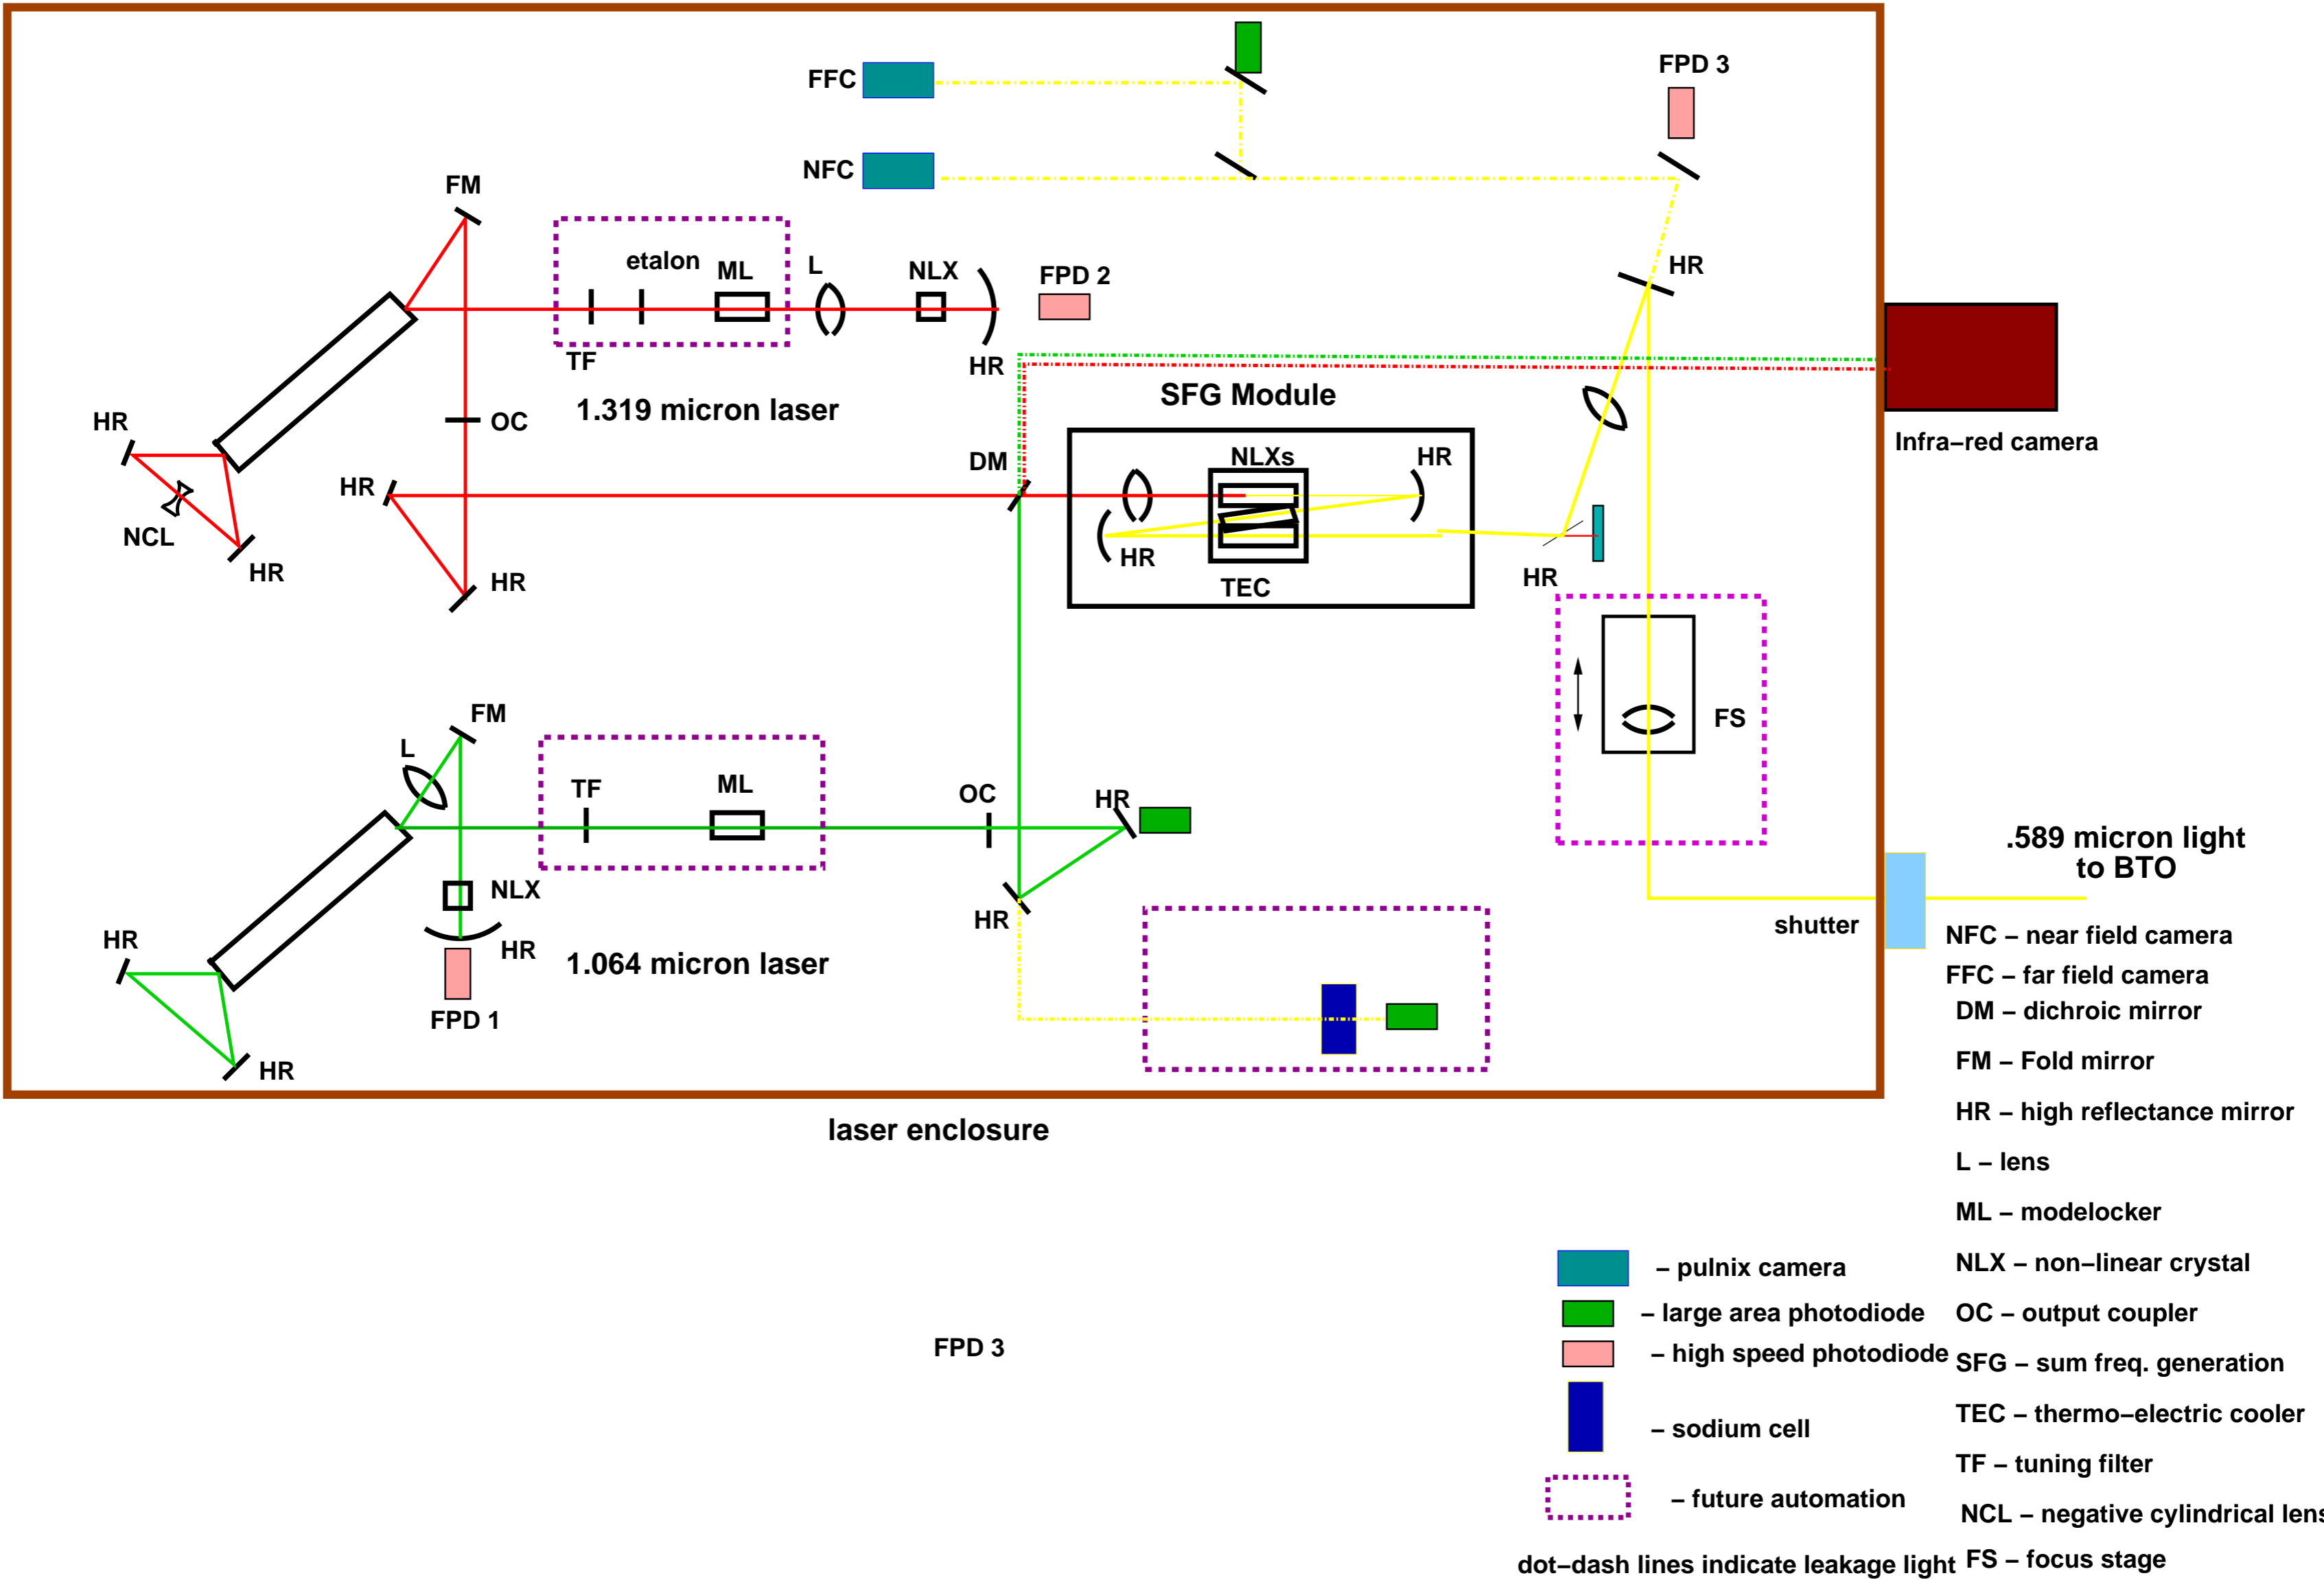 FFC
FPD 3
NFC
FM
etalon
ML
L
NLX
FPD 2
HR
TF
HR
1.319 micron laser
SFG Module
HR
OC
Infra−red camera
DM
NLXs
HR
HR
NCL
HR
HR
HR
TEC
HR
FM
FS
L
TF
ML
OC
HR
.589 micron light
to BTO
NLX
HR
shutter
HR
HR
1.064 micron laser
FPD 1
HR
NFC − near field camera
FFC − far field camera
DM − dichroic mirror
FM − Fold mirror
HR − high reflectance mirror
laser enclosure
L − lens
ML − modelocker
NLX − non−linear crystal
− pulnix camera
OC − output coupler
− large area photodiode
− high speed photodiode
SFG − sum freq. generation
FPD 3
TEC − thermo−electric cooler
− sodium cell
TF − tuning filter
− future automation
NCL − negative cylindrical lens
dot−dash lines indicate leakage light
FS − focus stage